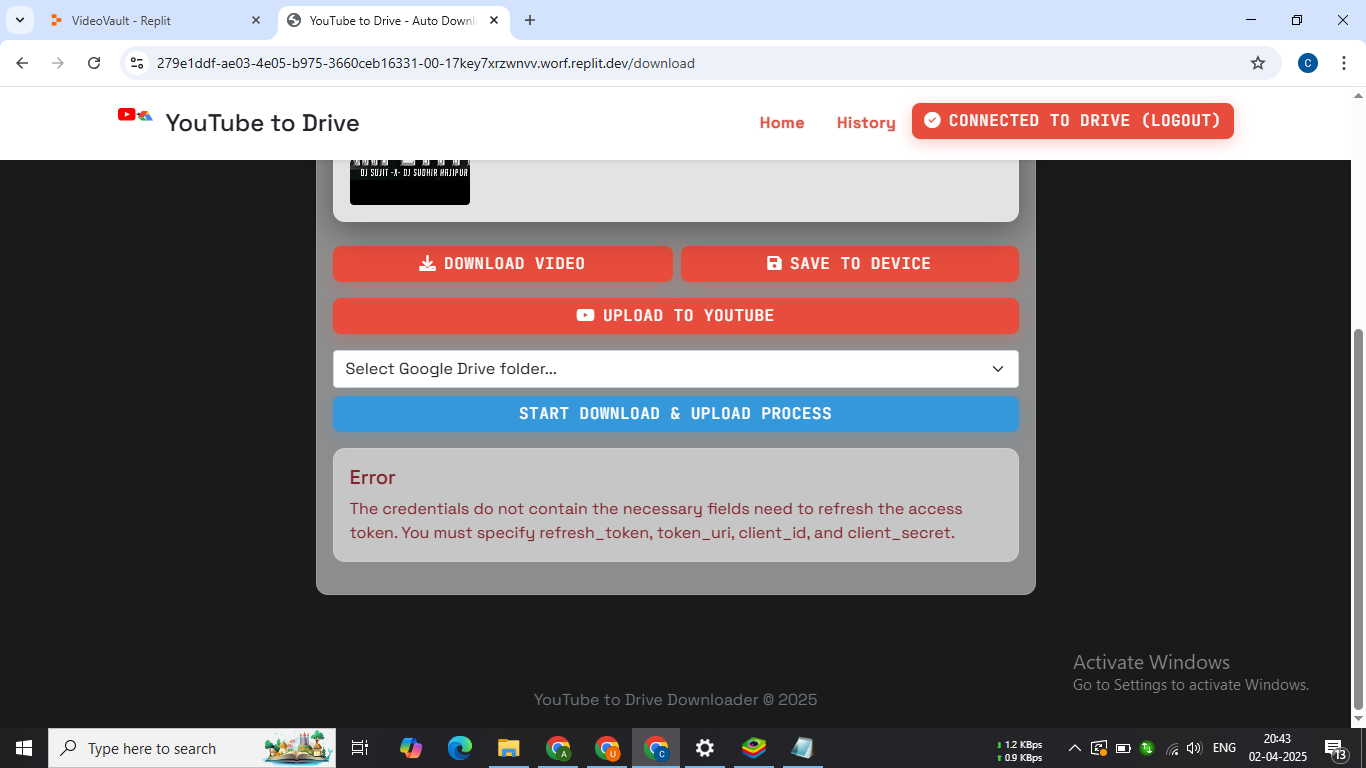 VideoVault - Replit
YouTube to Drive - Auto Downl
279e1ddf-ae03-4e05-b975-3660ceb16331-00-17key7xrzwnvv.worf.replit.dev/download
C
YouTube to Drive
Home
History
CONNECTED TO DRIVE (LOGOUT)
DJ SUJIT -X- DJ SUDHIR HAJIPUR
DOWNLOAD VIDEO
SAVE TO DEVICE
UPLOAD TO YOUTUBE
Select Google Drive folder...
START DOWNLOAD & UPLOAD PROCESS
Error
The credentials do not contain the necessary fields need to refresh the access
token. You must specify refresh_token, token_uri, client_id, and client_secret.
Activate Windows
Go to Settings to activate Windows.
YouTube to Drive Downloader © 2025
Type here to search
A
U
C
1.2 KBps
0.9 KBps
ENG
20:43
02-04-2025
13